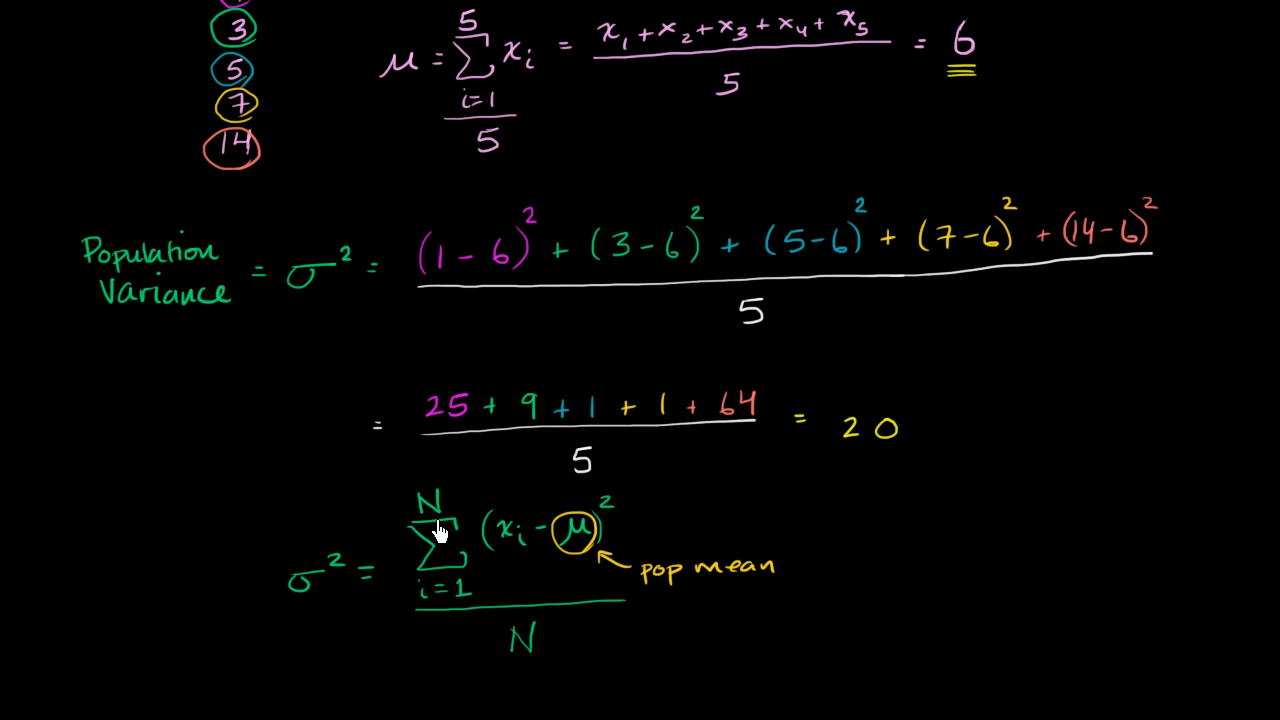 3
5
7
14
μ = 5 Σ i=1 xᵢ / 5 = x₁ + x₂ + x₃ + x₄ + x₅ / 5 = 6
Population Variance = σ² = (1 - 6)² + (3 - 6)² + (5 - 6)² + (7 - 6)² + (14 - 6)² / 5
= 25 + 9 + 1 + 1 + 64 / 5 = 20
σ² = N Σ i=1 (xᵢ - μ)² / N
pop mean